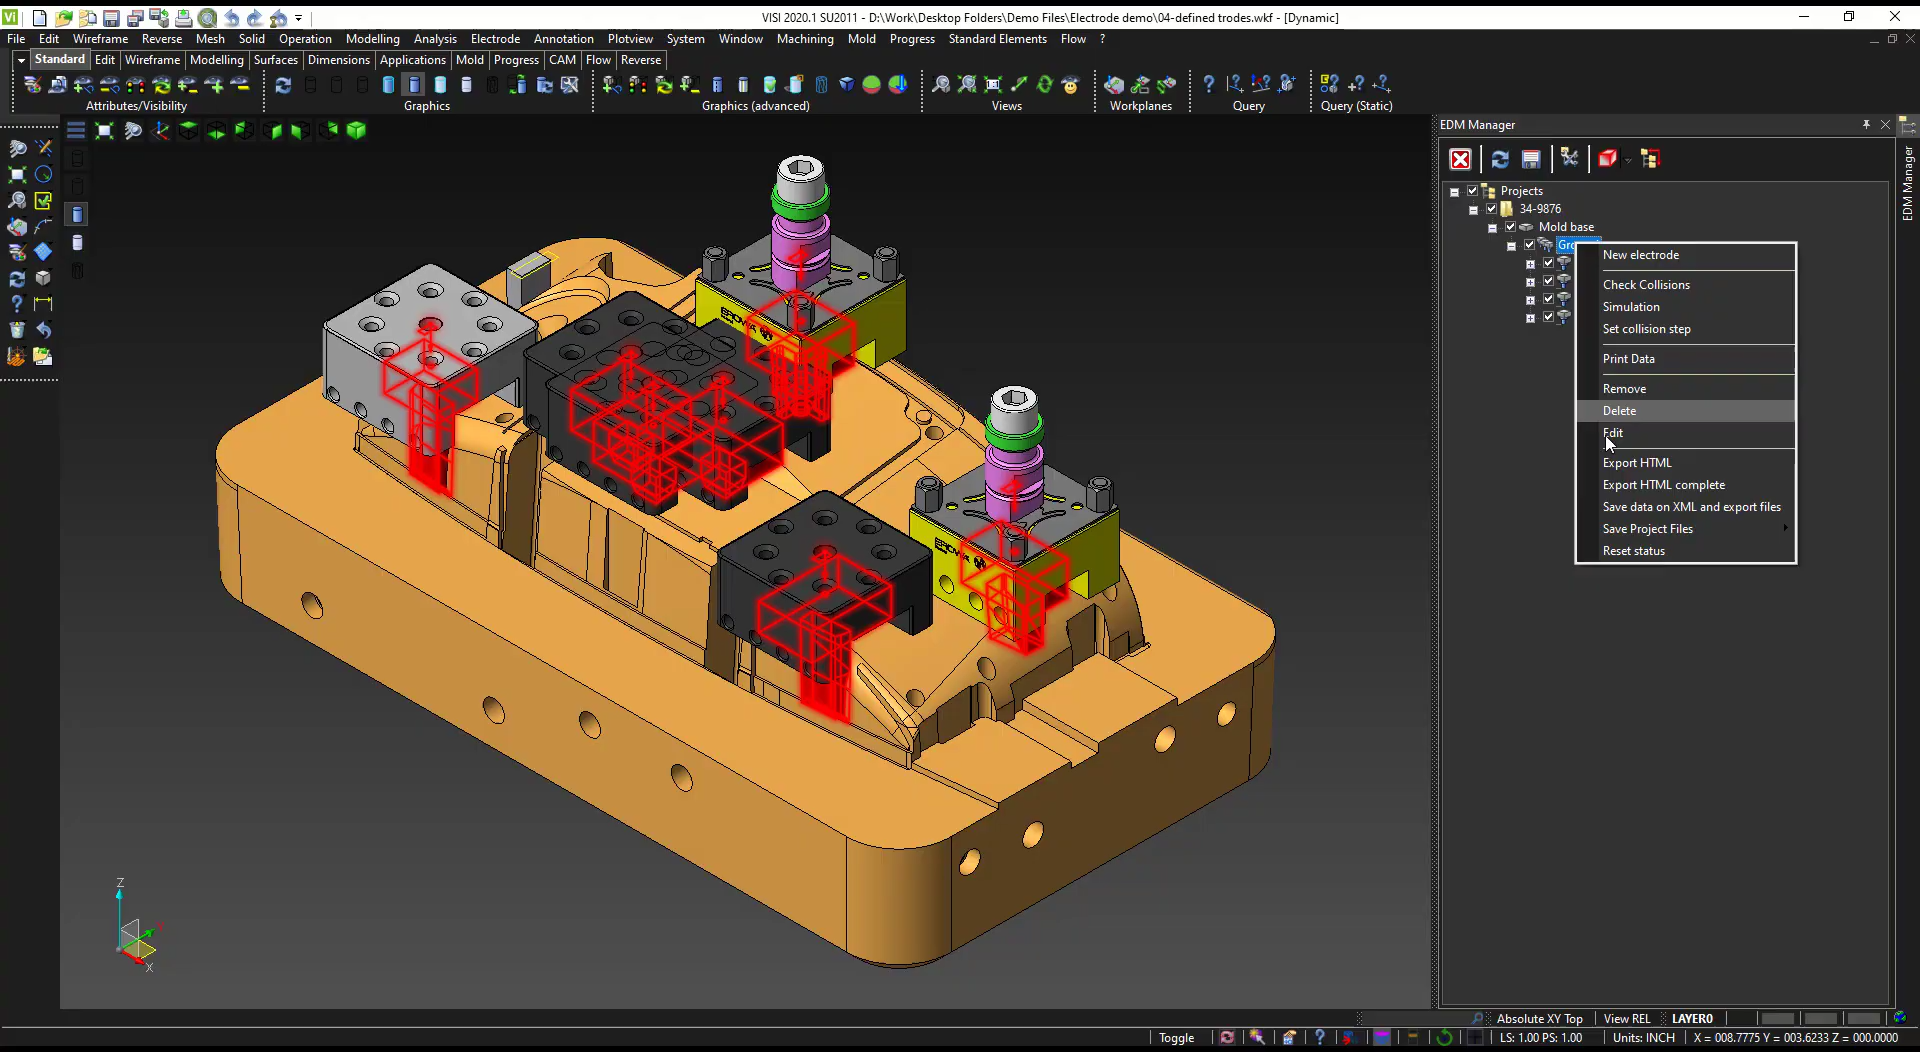 VISI 2020.1 SU2011 - D:\Work\Desktop Folders\Demo Files\Electrode demo\04-defined trodes.wkf - [Dynamic]
File Edit Wireframe Reverse Mesh Solid Operation Modelling Analysis Electrode Annotation Plotview System Window Machining Mold Progress Standard Elements Flow ?
Standard Edit Wireframe Modelling Surfaces Dimensions Applications Mold Progress CAM Flow Reverse
Attributes/Visibility Graphics Graphics (advanced) Views Workplanes Query Query (Static)
EDM Manager
EDM Manager
Projects
34-9876
Mold base
New electrode
Check Collisions
Simulation
Set collision step
Print Data
Remove
Delete
Edit
Export HTML
Export HTML complete
Save data on XML and export files
Save Project Files
Reset status
EROWA
EROWA
Z
X
Absolute XY Top View REL LAYER0
Toggle LS: 1.00 PS: 1.00 Units: INCH X = 008.7775 Y = 003.6233 Z = 000.0000